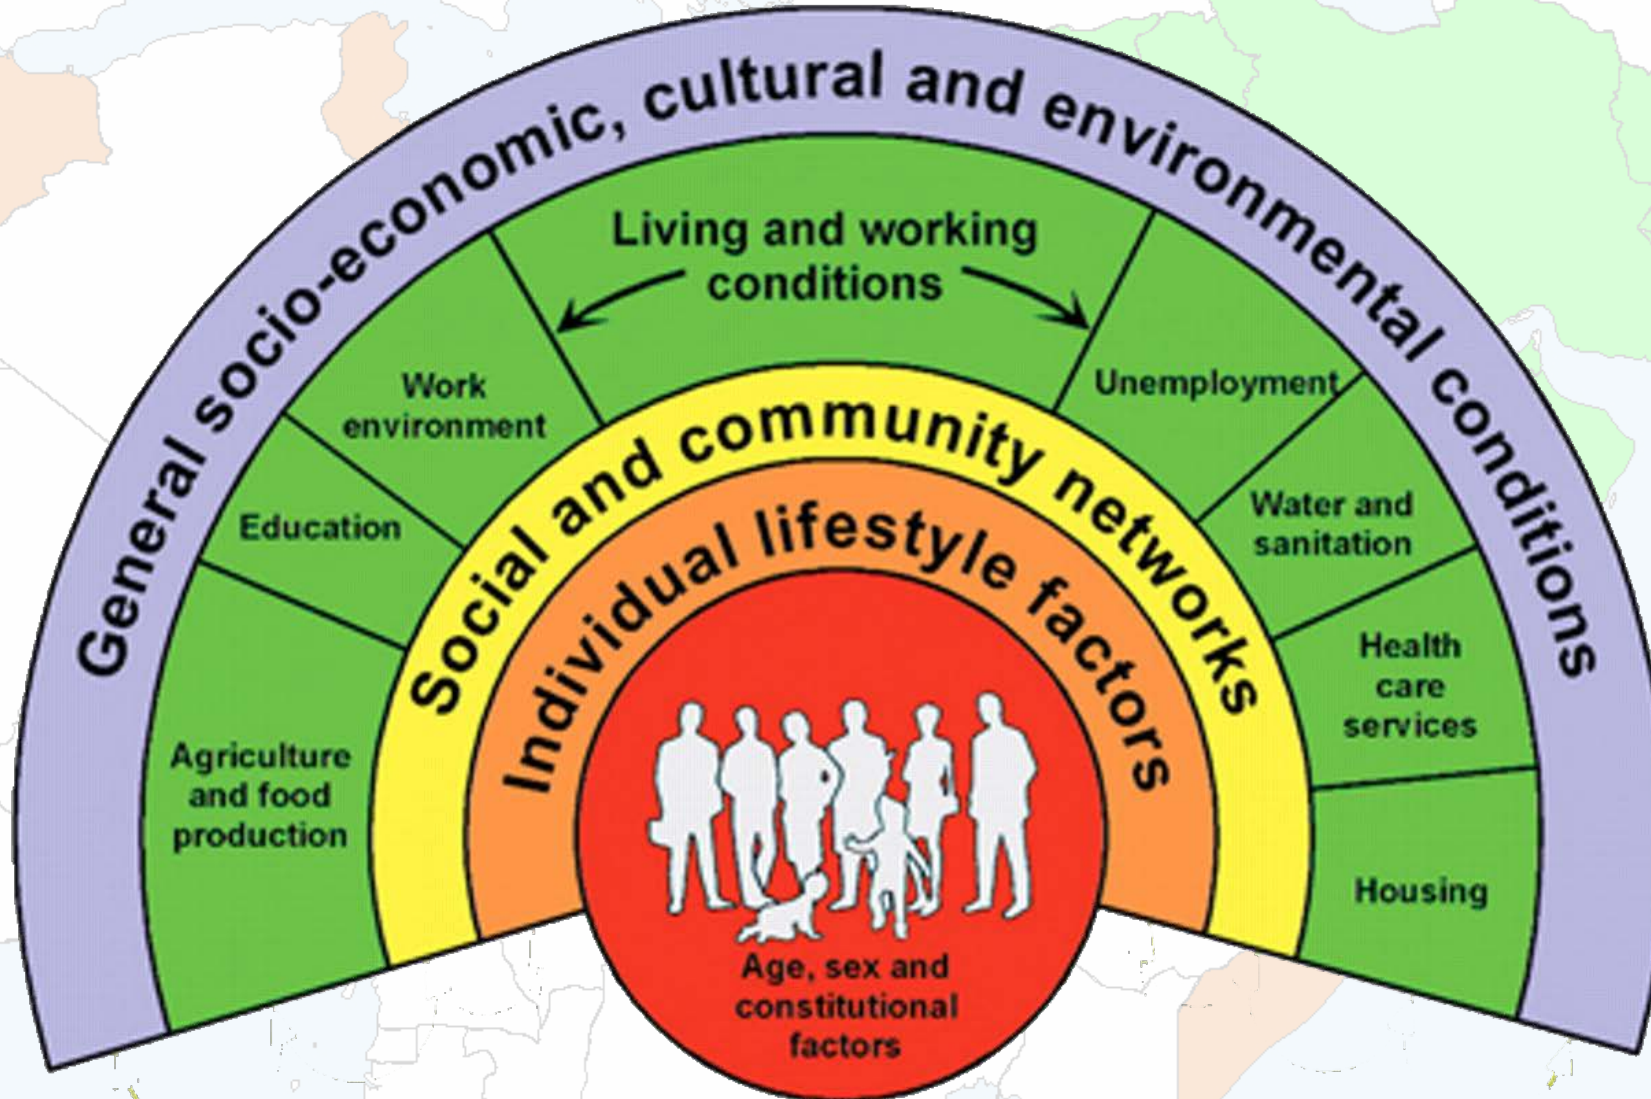 General socio-economic, cultural and environmental conditions
Living and working
conditions
Work
environment
Unemployment
Education
Water and
sanitation
Agriculture
and food
production
Health
care
services
Housing
Social and community networks
Individual lifestyle factors
Age, sex and
constitutional
factors